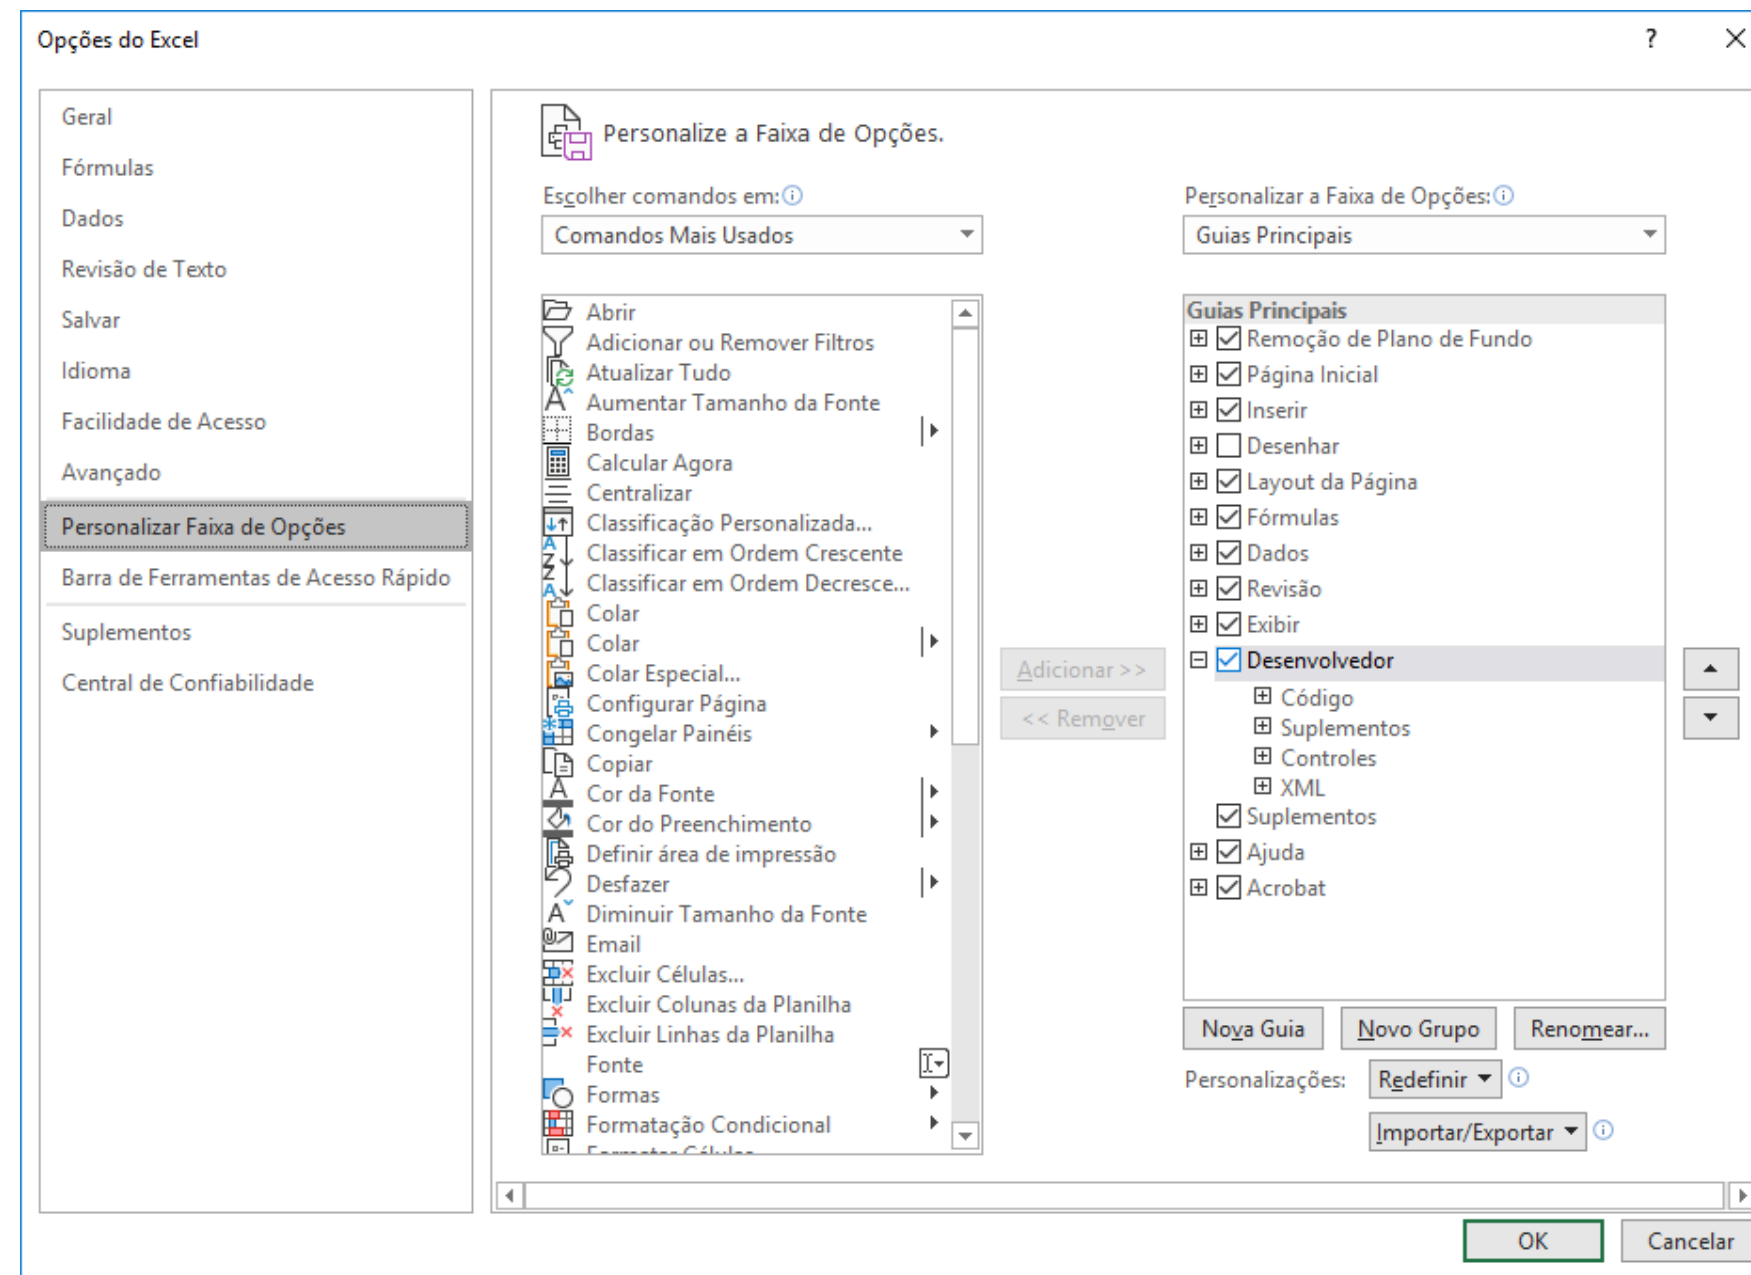 Opções do Excel
?
Geral
Fórmulas
Dados
Revisão de Texto
Salvar
Idioma
Facilidade de Acesso
Avançado
Personalizar Faixa de Opções
Barra de Ferramentas de Acesso Rápido
Suplementos
Central de Confiabilidade
Personalize a Faixa de Opções.
Escolher comandos em:
Comandos Mais Usados
Abrir
Adicionar ou Remover Filtros
Atualizar Tudo
Aumentar Tamanho da Fonte
Bordas
Calcular Agora
Centralizar
Classificação Personalizada...
Classificar em Ordem Crescente
Classificar em Ordem Decresce...
Colar
Colar
Colar Especial...
Configurar Página
Congelar Painéis
Copiar
Cor da Fonte
Cor do Preenchimento
Definir área de impressão
Desfazer
Diminuir Tamanho da Fonte
Email
Excluir Células...
Excluir Colunas da Planilha
Excluir Linhas da Planilha
Fonte
Formas
Formatação Condicional
Adicionar >>
<< Remover
Personalizar a Faixa de Opções:
Guias Principais
Guias Principais
Remoção de Plano de Fundo
Página Inicial
Inserir
Desenhar
Layout da Página
Fórmulas
Dados
Revisão
Exibir
Desenvolvedor
Código
Suplementos
Controles
XML
Suplementos
Ajuda
Acrobat
Nova Guia
Novo Grupo
Renomear...
Personalizações:
Redefinir
Importar/Exportar
OK
Cancelar